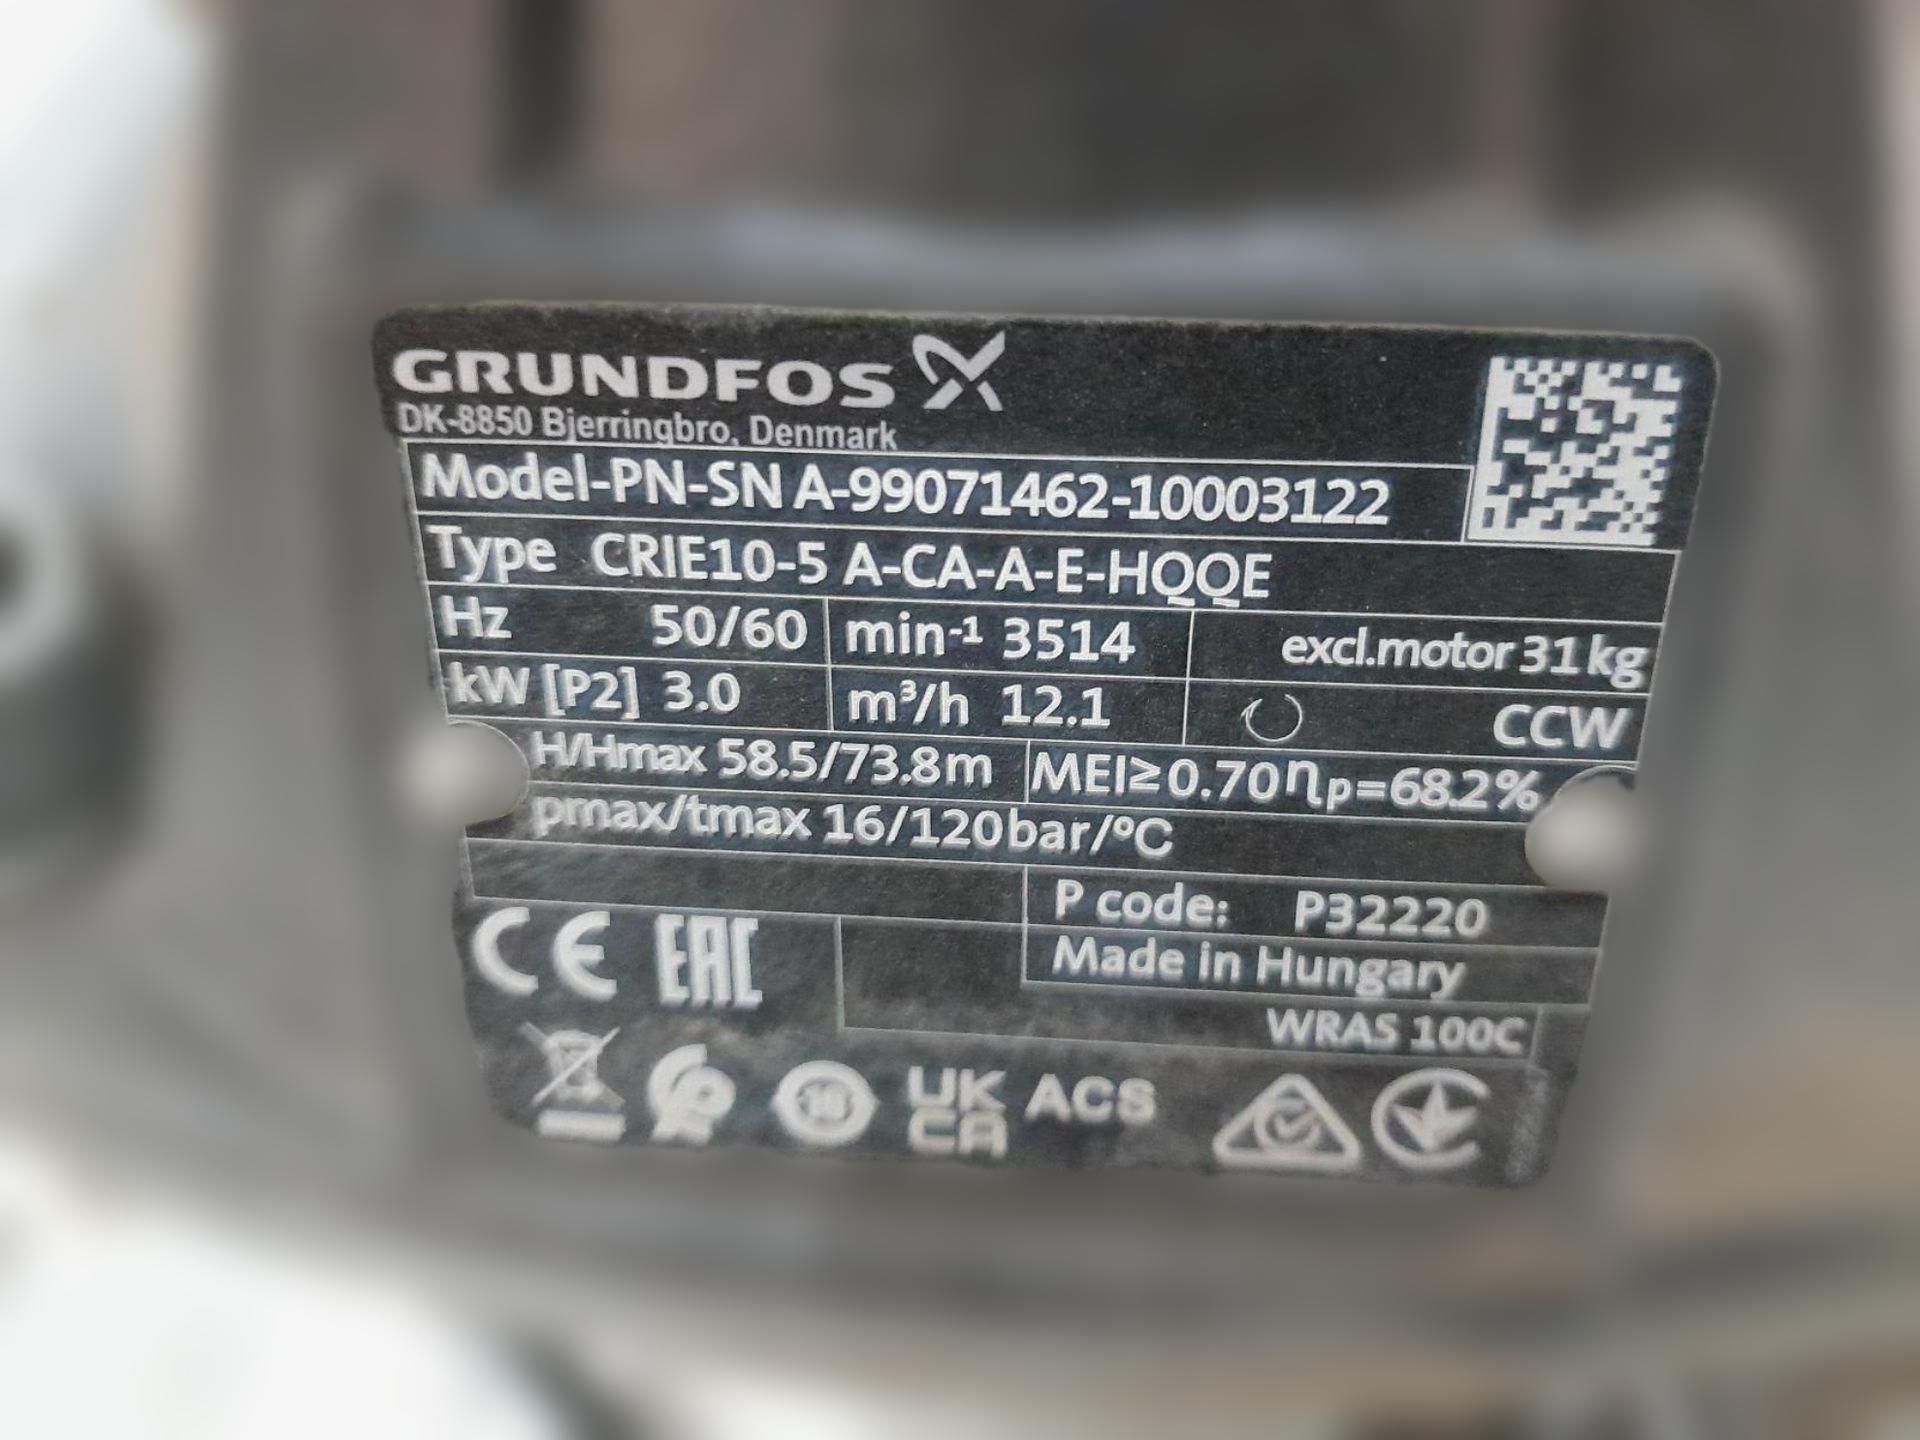 GRUNDFOS
DK-8850 Bjerringbro, Denmark
Model-PN-SN A-99071462-10003122
Type CRIE10-5 A-CA-A-E-HQQE
Hz 50/60 min⁻¹ 3514 excl.motor 31 kg
kW [P2] 3.0 m³/h 12.1 CCW
H/Hmax 58.5/73.8m MEI≥0.70 ηp=68.2%
pmax/tmax 16/120bar/°C
P code: P32220
CE EAC Made in Hungary
WRAS 100C
UK CA ACS